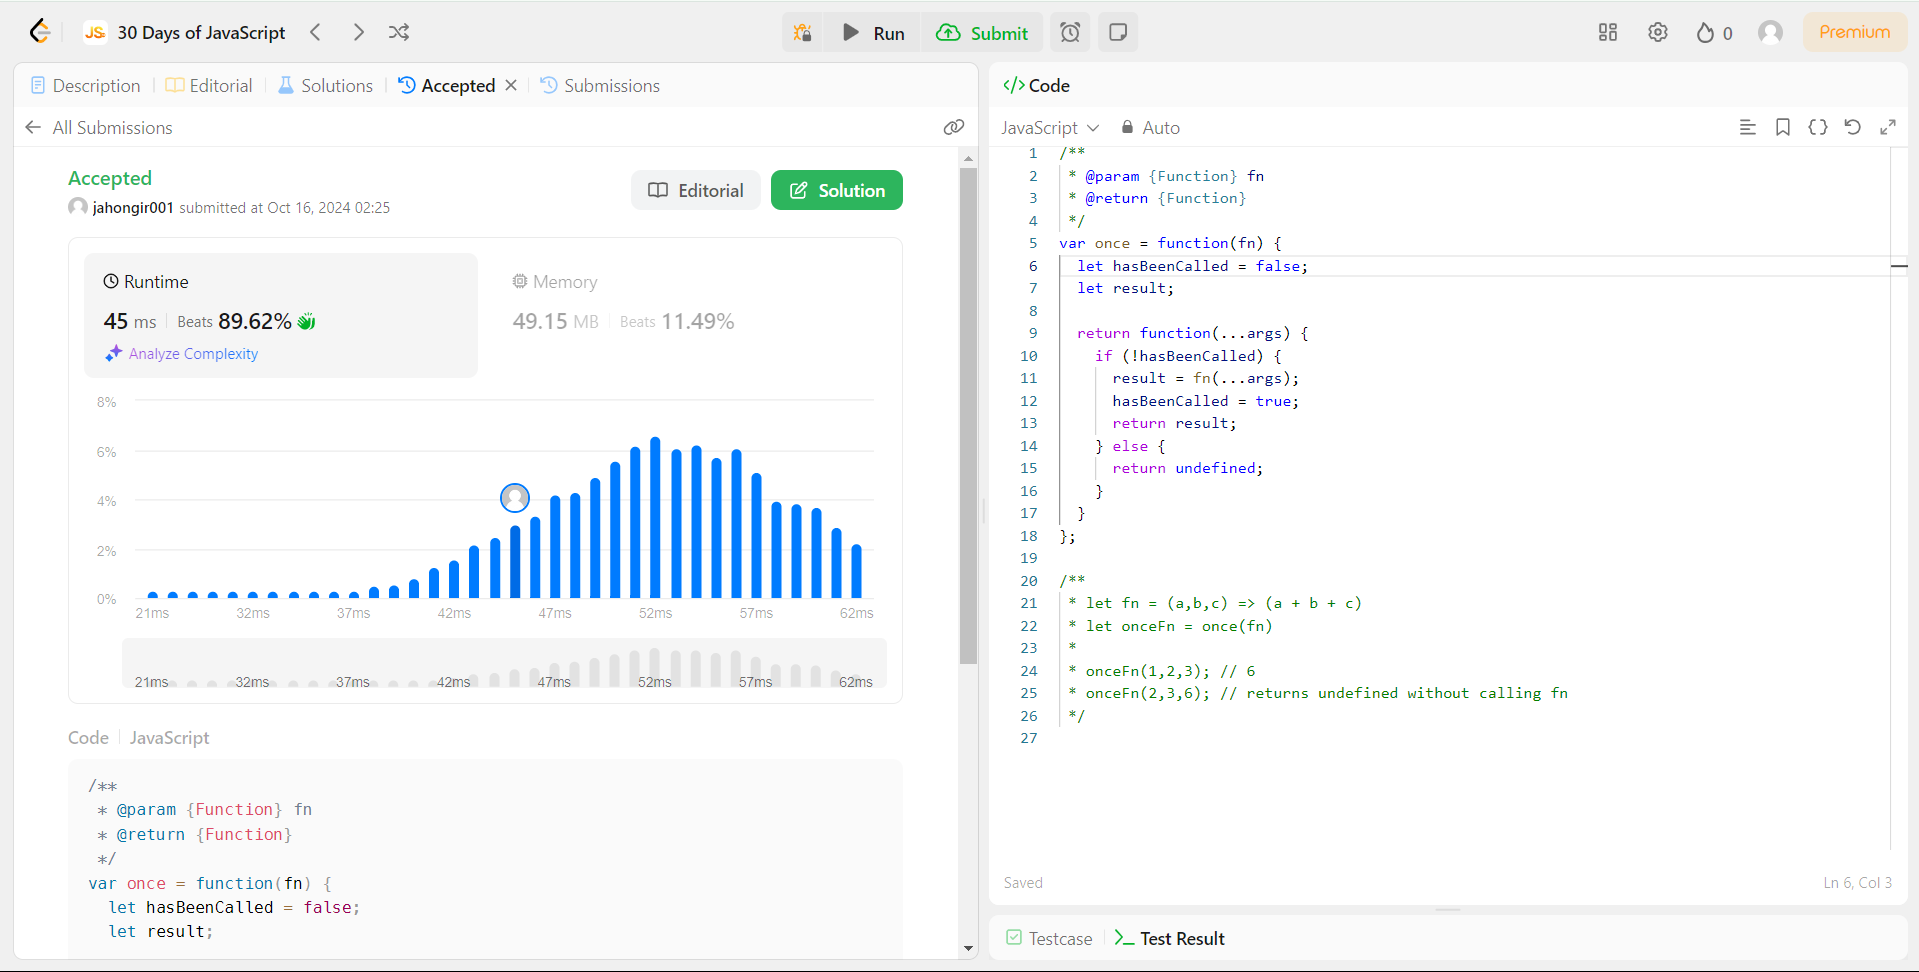 JS 30 Days of JavaScript
Run
Submit
0
Premium
Description
Editorial
Solutions
Accepted
Submissions
All Submissions
Accepted
jahongir001 submitted at Oct 16, 2024 02:25
Editorial
Solution
Runtime
45 ms Beats 89.62%
Analyze Complexity
Memory
49.15 MB Beats 11.49%
8%
6%
4%
2%
0%
21ms 32ms 37ms 42ms 47ms 52ms 57ms 62ms
21ms 32ms 37ms 42ms 47ms 52ms 57ms 62ms
Code JavaScript
/**
 * @param {Function} fn
 * @return {Function}
 */
var once = function(fn) {
  let hasBeenCalled = false;
  let result;
</> Code
JavaScript
Auto
1 /**
2 * @param {Function} fn
3 * @return {Function}
4 */
5 var once = function(fn) {
6 let hasBeenCalled = false;
7 let result;
8
9 return function(...args) {
10 if (!hasBeenCalled) {
11 result = fn(...args);
12 hasBeenCalled = true;
13 return result;
14 } else {
15 return undefined;
16 }
17 }
18 };
19
20 /**
21 * let fn = (a,b,c) => (a + b + c)
22 * let onceFn = once(fn)
23 *
24 * onceFn(1,2,3); // 6
25 * onceFn(2,3,6); // returns undefined without calling fn
26 */
27
Saved
Ln 6, Col 3
Testcase
Test Result